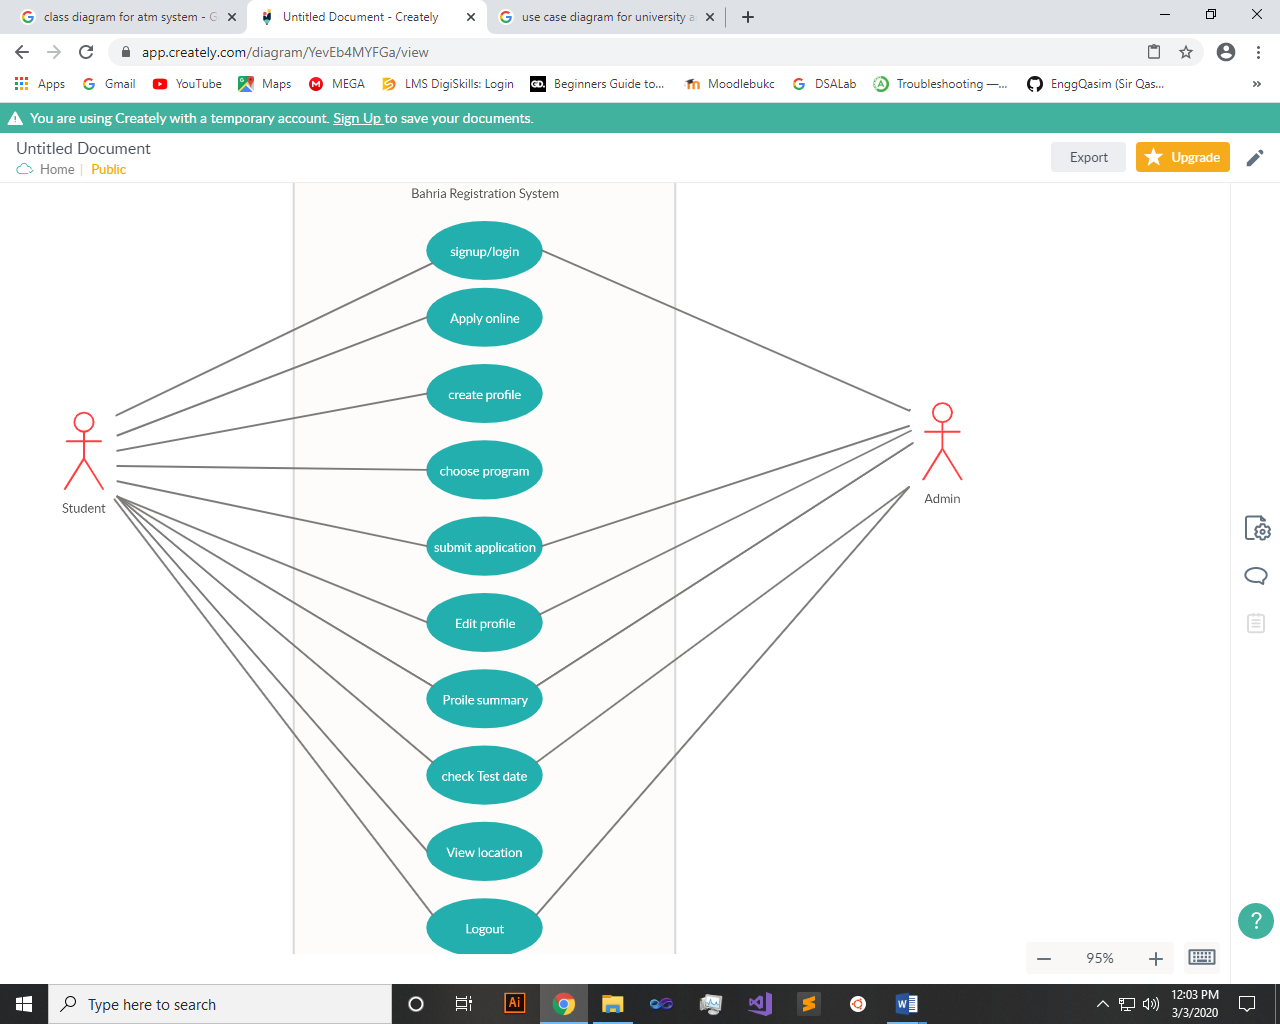 class diagram for atm system - G
Untitled Document - Creately
use case diagram for university a
app.creately.com/diagram/YevEb4MYFGa/view
Apps Gmail YouTube Maps MEGA LMS DigiSkills: Login GD. Beginners Guide to... Moodlebukc DSALab Troubleshooting —... EnggQasim (Sir Qas... »
You are using Creately with a temporary account. Sign Up to save your documents.
Untitled Document
Home | Public
Export
Upgrade
Bahria Registration System
signup/login
Apply online
create profile
choose program
submit application
Edit profile
Proile summary
check Test date
View location
Logout
Student
Admin
?
95%
Type here to search
Ai
12:03 PM
3/3/2020